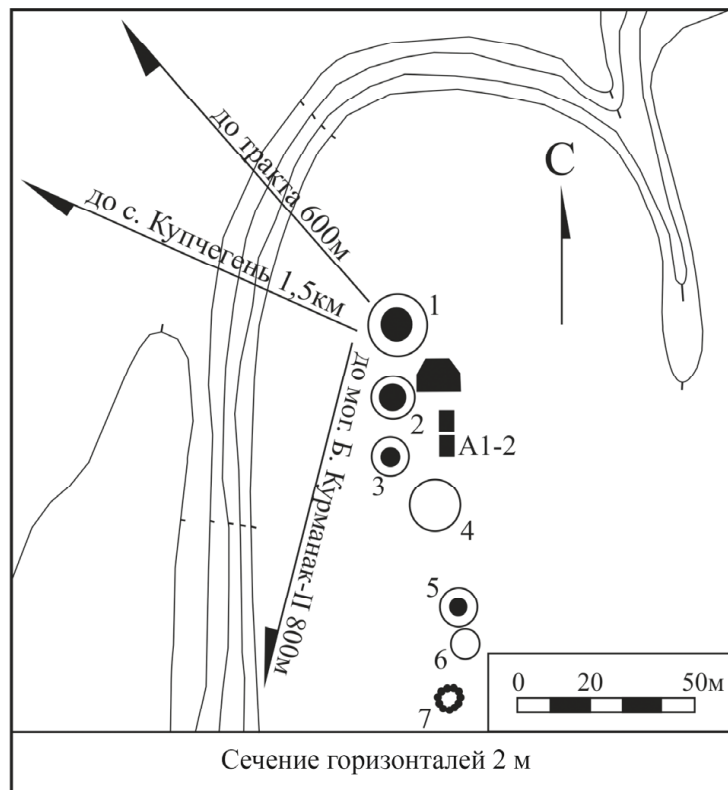 до тракта 600м
С
до с. Купчегень 1,5км
1
до мог. Б. Курманак-II 800м
2
А1-2
3
4
5
6
7
0 20 50м
Сечение горизонталей 2 м